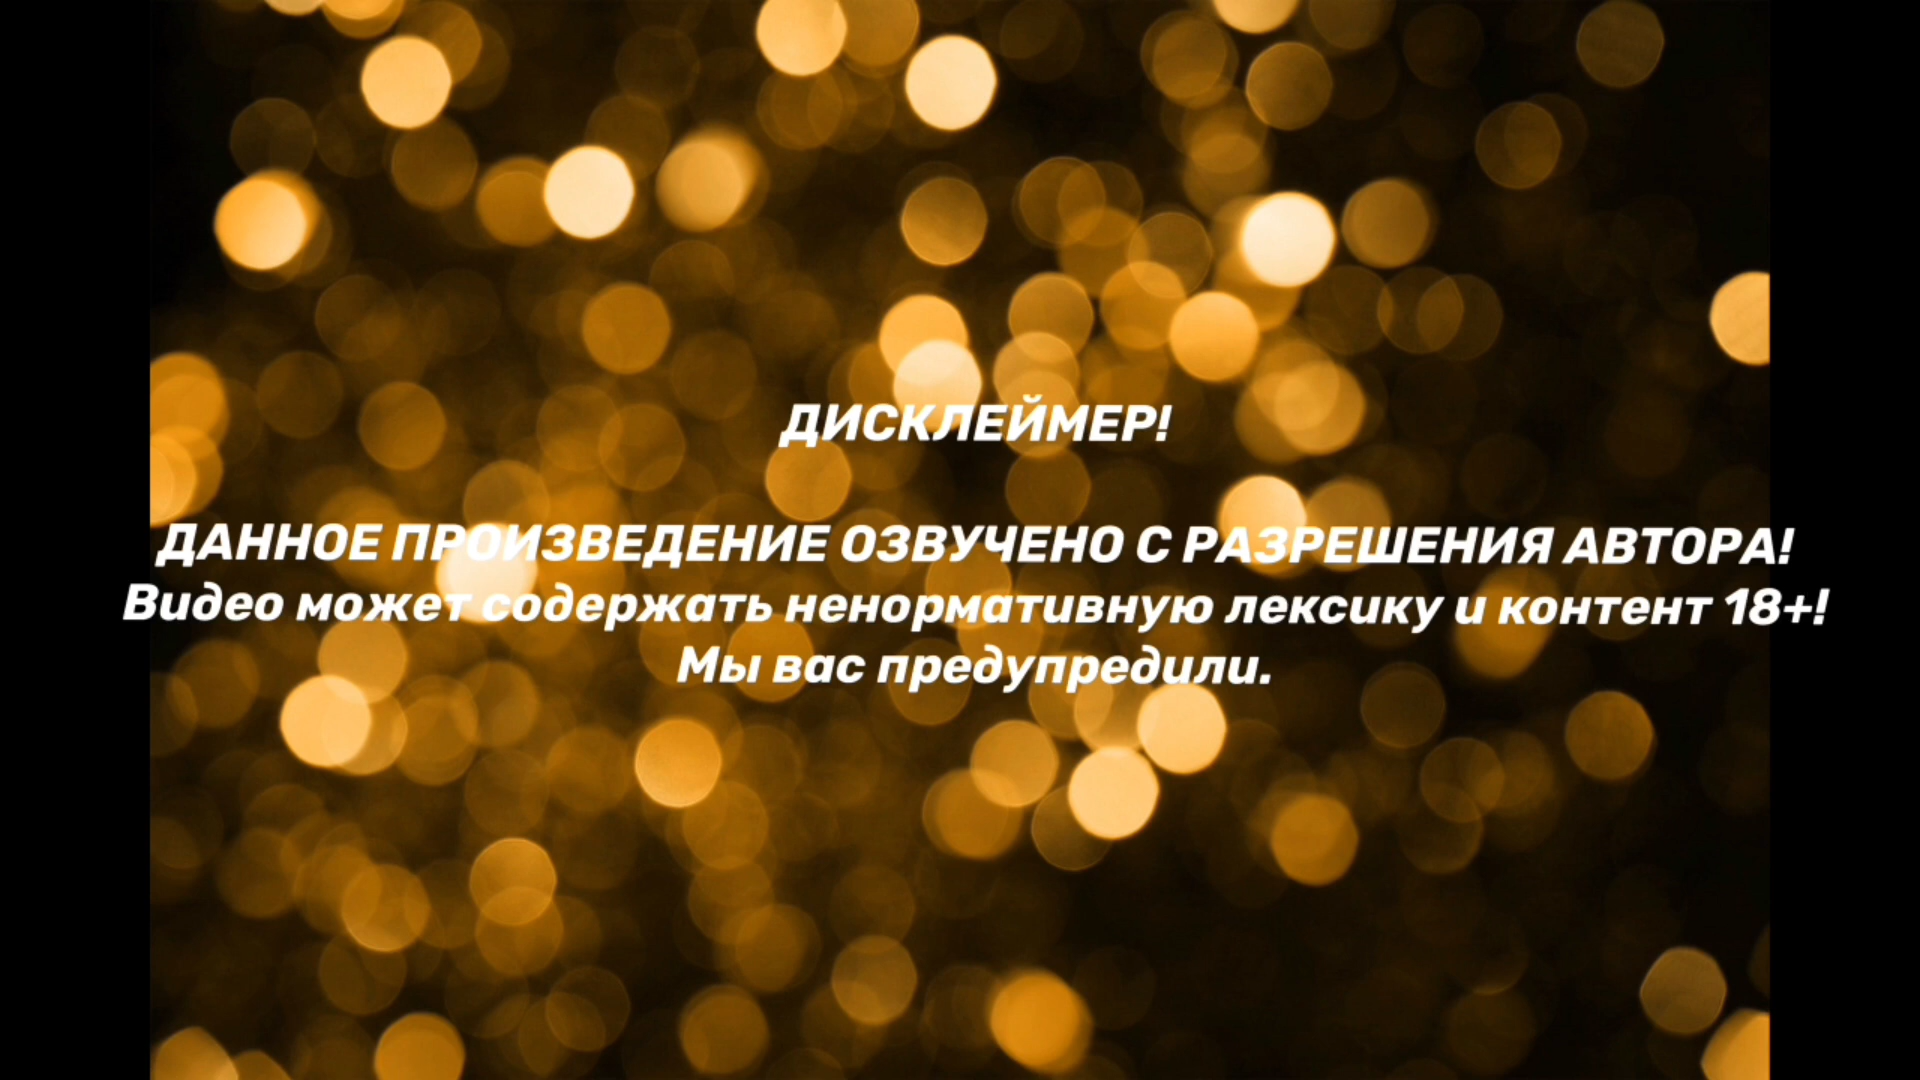 ДИСКЛЕЙМЕР!
ДАННОЕ ПРОИЗВЕДЕНИЕ ОЗВУЧЕНО С РАЗРЕШЕНИЯ АВТОРА!
Видео может содержать ненормативную лексику и контент 18+!
Мы вас предупредили.